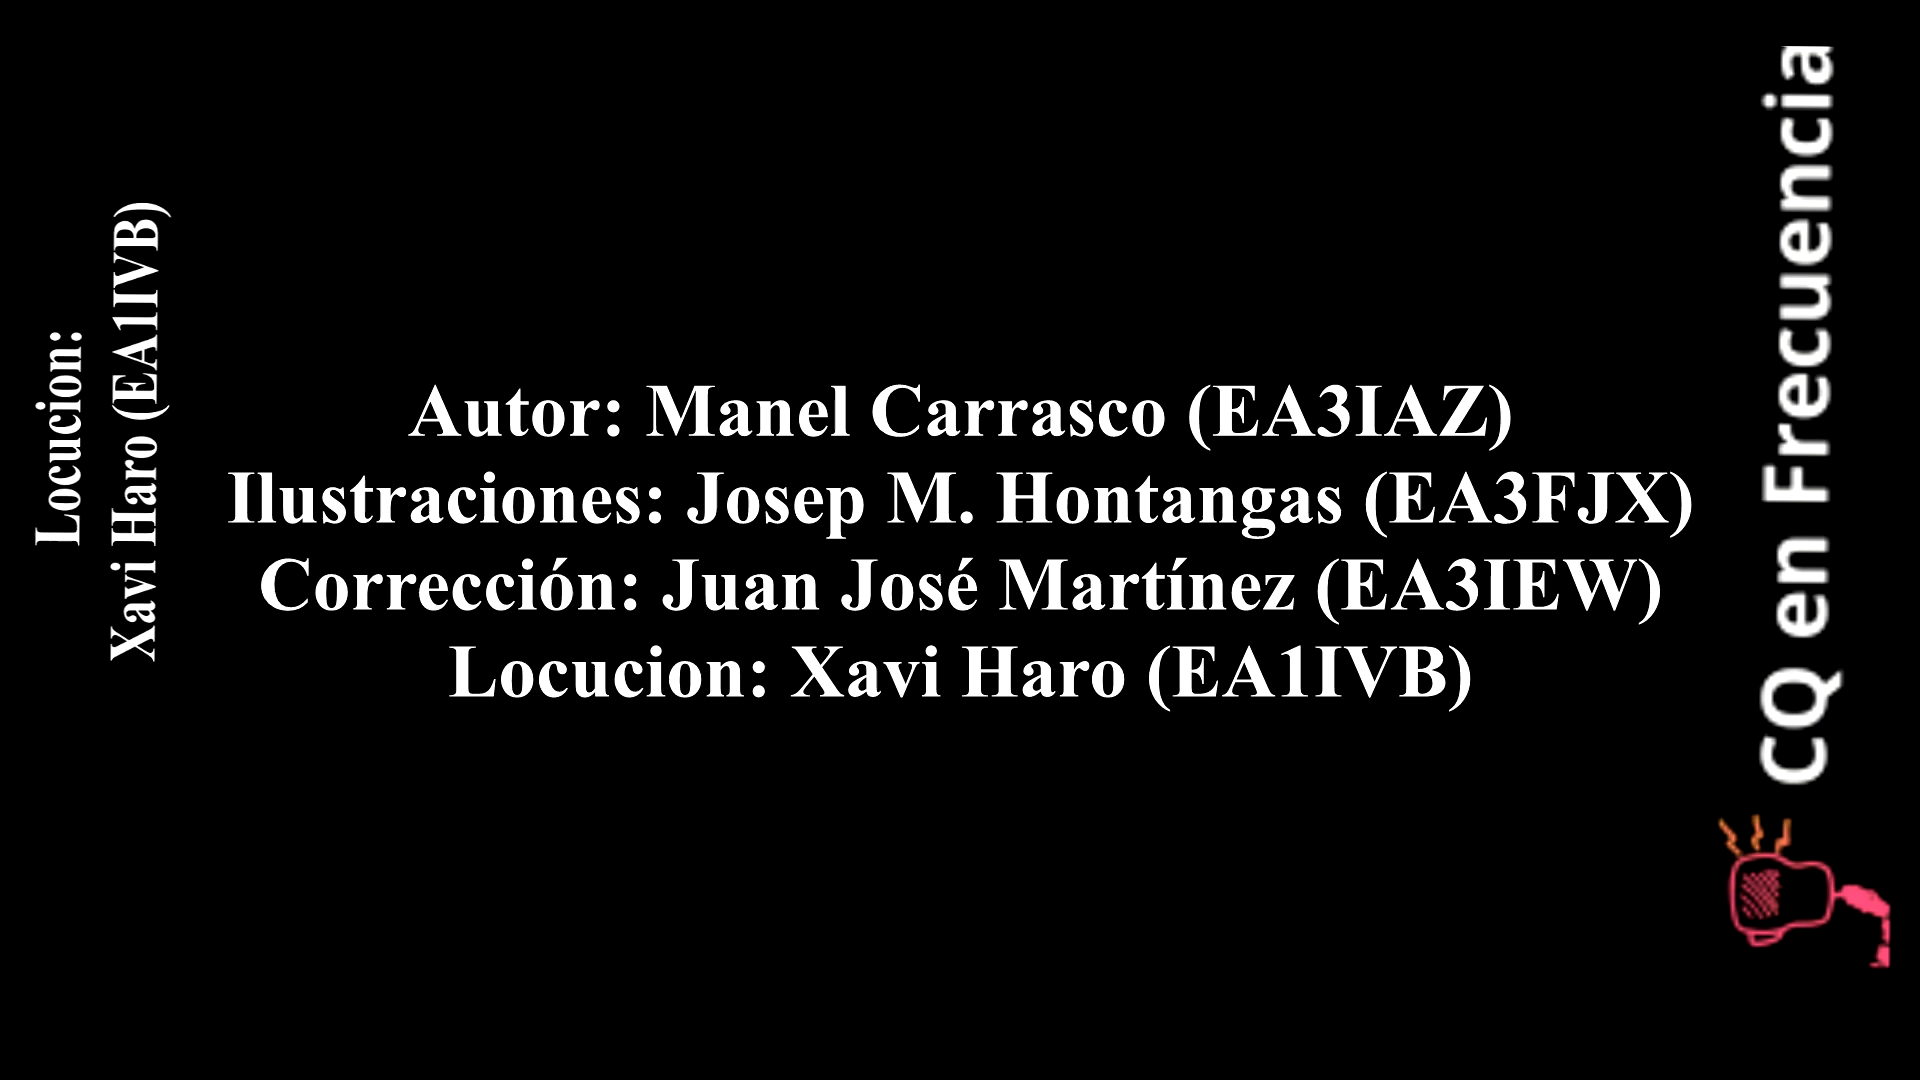 Locucion:
Xavi Haro (EA1IVB)
Autor: Manel Carrasco (EA3IAZ)
Ilustraciones: Josep M. Hontangas (EA3FJX)
Corrección: Juan José Martínez (EA3IEW)
Locucion: Xavi Haro (EA1IVB)
CQ en Frecuencia